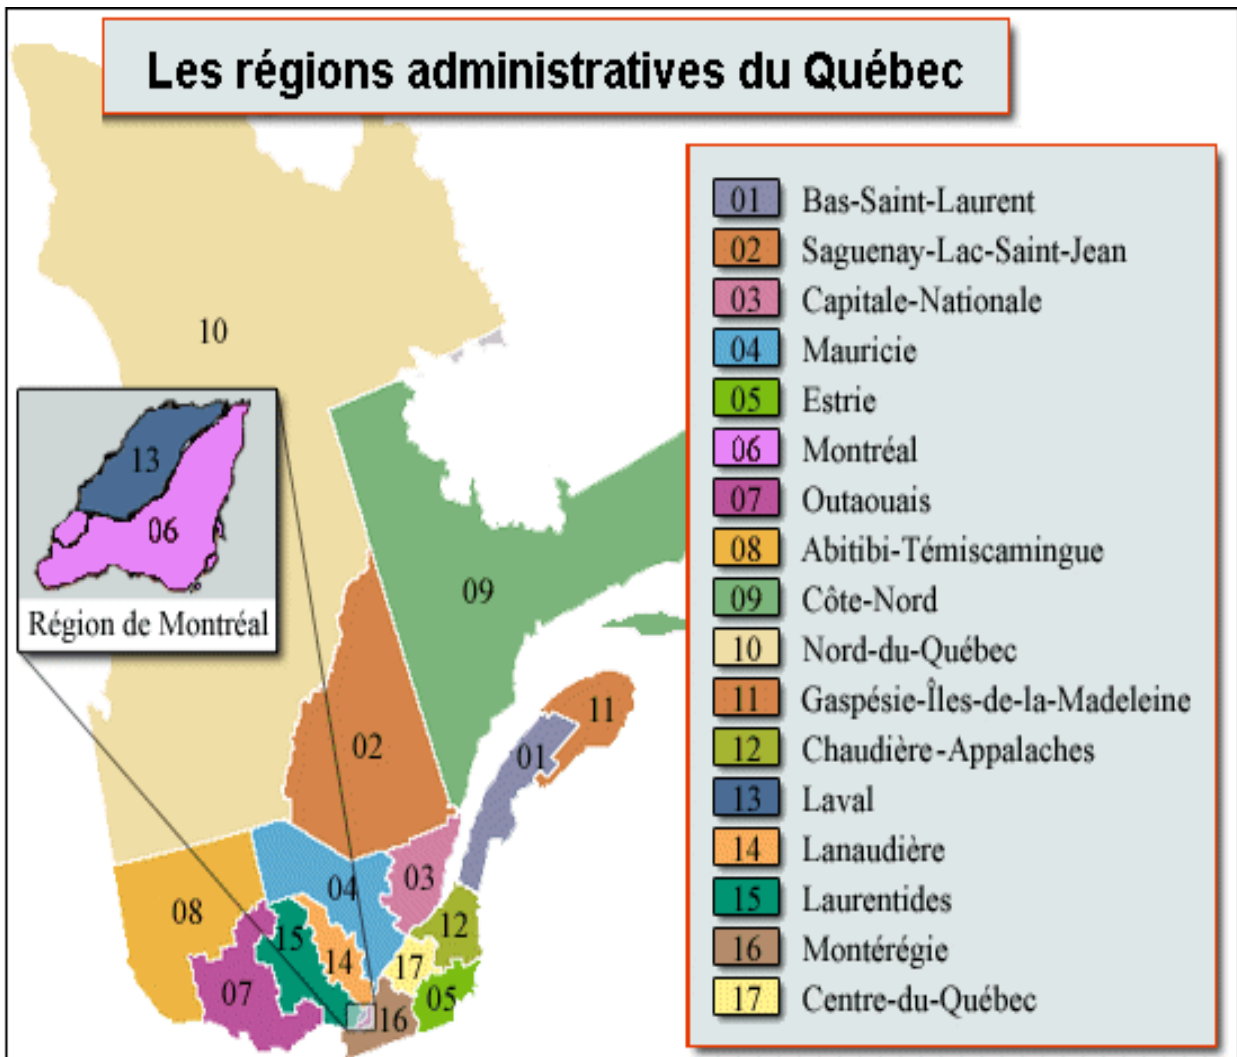 Les régions administratives du Québec
01 Bas-Saint-Laurent
02 Saguenay-Lac-Saint-Jean
03 Capitale-Nationale
04 Mauricie
05 Estrie
06 Montréal
07 Outaouais
08 Abitibi-Témiscamingue
09 Côte-Nord
10 Nord-du-Québec
11 Gaspésie-Îles-de-la-Madeleine
12 Chaudière-Appalaches
13 Laval
14 Lanaudière
15 Laurentides
16 Montérégie
17 Centre-du-Québec
10
13
06
Région de Montréal
09
11
01
02
03
04
08
12
15
14
17
07
05
16